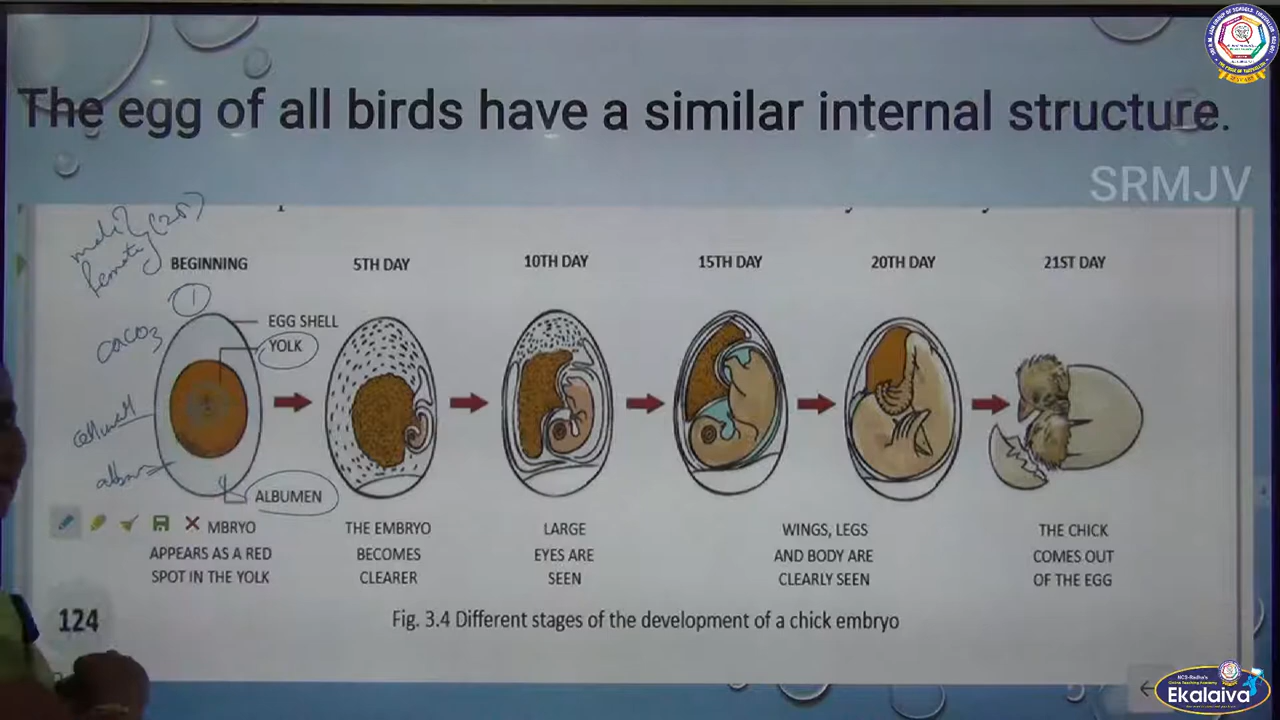 The egg of all birds have a similar internal structure.
SRMJV
BEGINNING
5TH DAY
10TH DAY
15TH DAY
20TH DAY
21ST DAY
1
EGG SHELL
YOLK
caco3
ALBUMEN
MBRYO
APPEARS AS A RED
SPOT IN THE YOLK
THE EMBRYO
BECOMES
CLEARER
LARGE
EYES ARE
SEEN
WINGS, LEGS
AND BODY ARE
CLEARLY SEEN
THE CHICK
COMES OUT
OF THE EGG
124
Fig. 3.4 Different stages of the development of a chick embryo
Ekalaiva